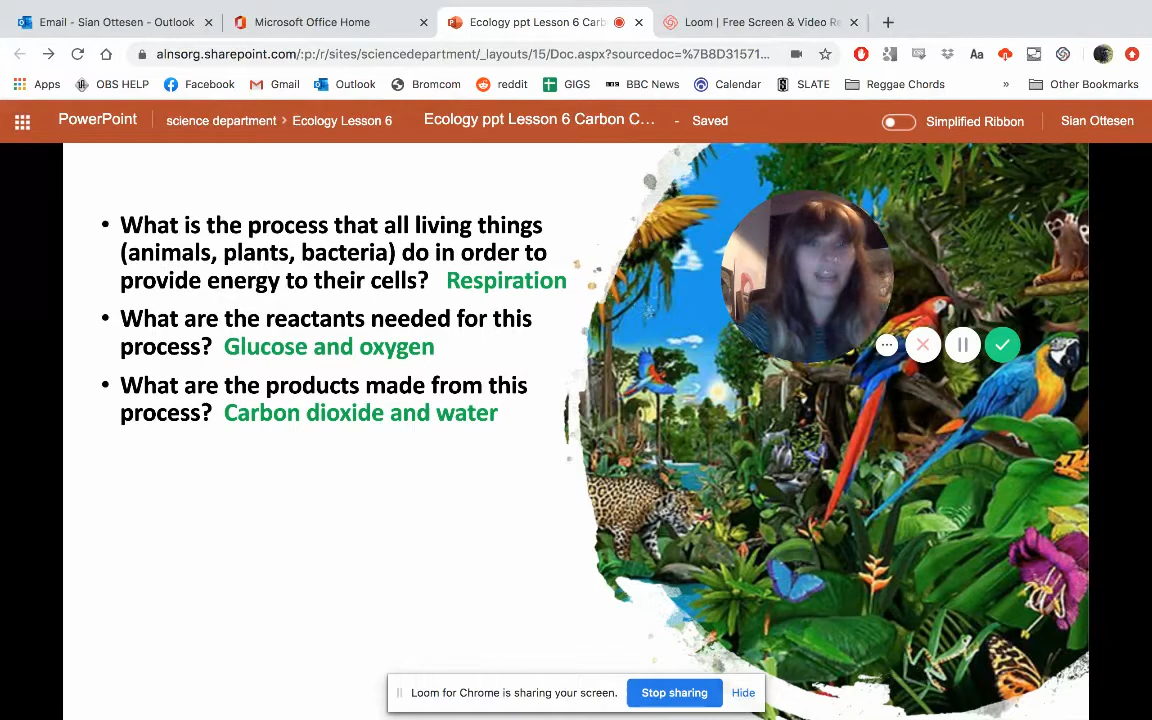 Email - Sian Ottesen - Outlook
Microsoft Office Home
Ecology ppt Lesson 6 Carb
Loom | Free Screen & Video Re
alnsorg.sharepoint.com/:p:/r/sites/sciencedepartment/_layouts/15/Doc.aspx?sourcedoc=%7B8D31571...
Apps
OBS HELP
Facebook
Gmail
Outlook
Bromcom
reddit
GIGS
BBC News
Calendar
SLATE
Reggae Chords
»
Other Bookmarks
PowerPoint
science department › Ecology Lesson 6
Ecology ppt Lesson 6 Carbon C... - Saved
Simplified Ribbon
Sian Ottesen
• What is the process that all living things
(animals, plants, bacteria) do in order to
provide energy to their cells? Respiration
• What are the reactants needed for this
process? Glucose and oxygen
• What are the products made from this
process? Carbon dioxide and water
Loom for Chrome is sharing your screen.
Stop sharing
Hide